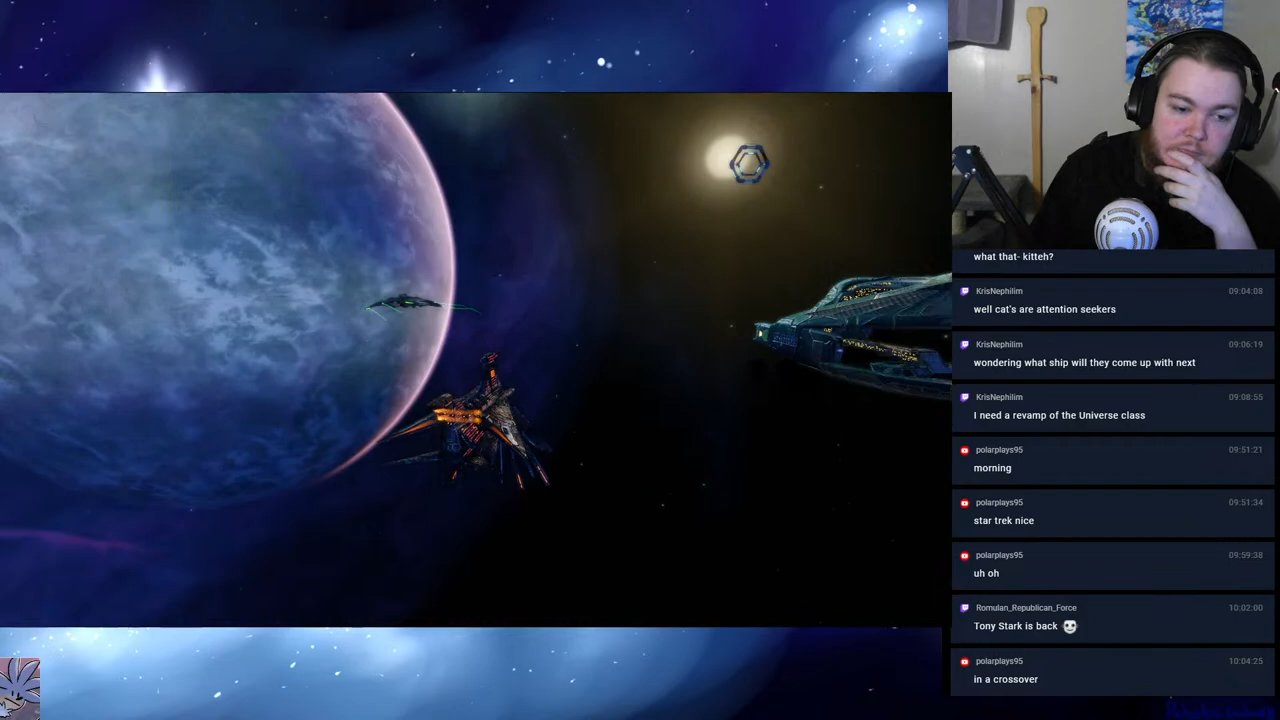 what that- kitteh?
KrisNephilim 09:04:08
well cat's are attention seekers
KrisNephilim 09:06:19
wondering what ship will they come up with next
KrisNephilim 09:08:55
I need a revamp of the Universe class
polarplays95 09:51:21
morning
polarplays95 09:51:34
star trek nice
polarplays95 09:59:38
uh oh
Romulan_Republican_Force 10:02:00
Tony Stark is back
polarplays95 10:04:25
in a crossover